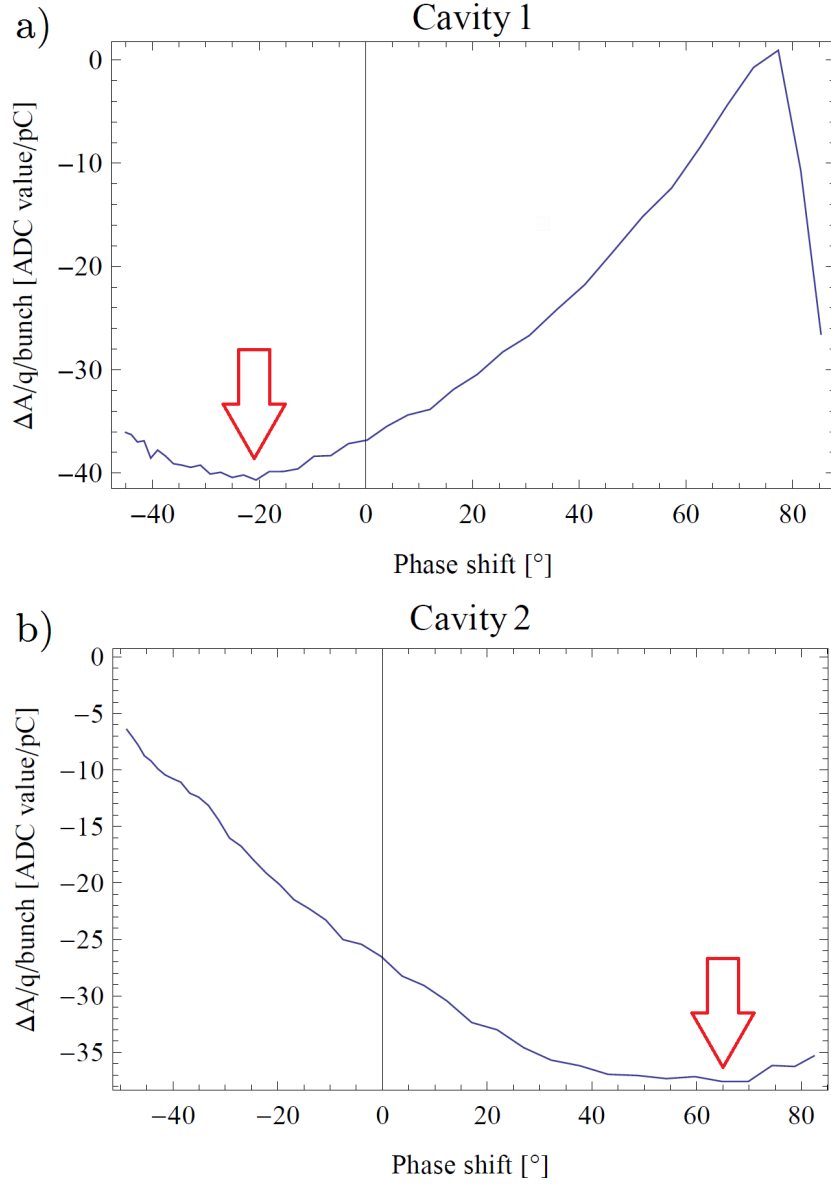 a)
Cavity 1
ΔA/q/bunch [ADC value/pC]
0
−10
−20
−30
−40
−40 −20 0 20 40 60 80
Phase shift [°]
b)
Cavity 2
ΔA/q/bunch [ADC value/pC]
0
−5
−10
−15
−20
−25
−30
−35
−40 −20 0 20 40 60 80
Phase shift [°]